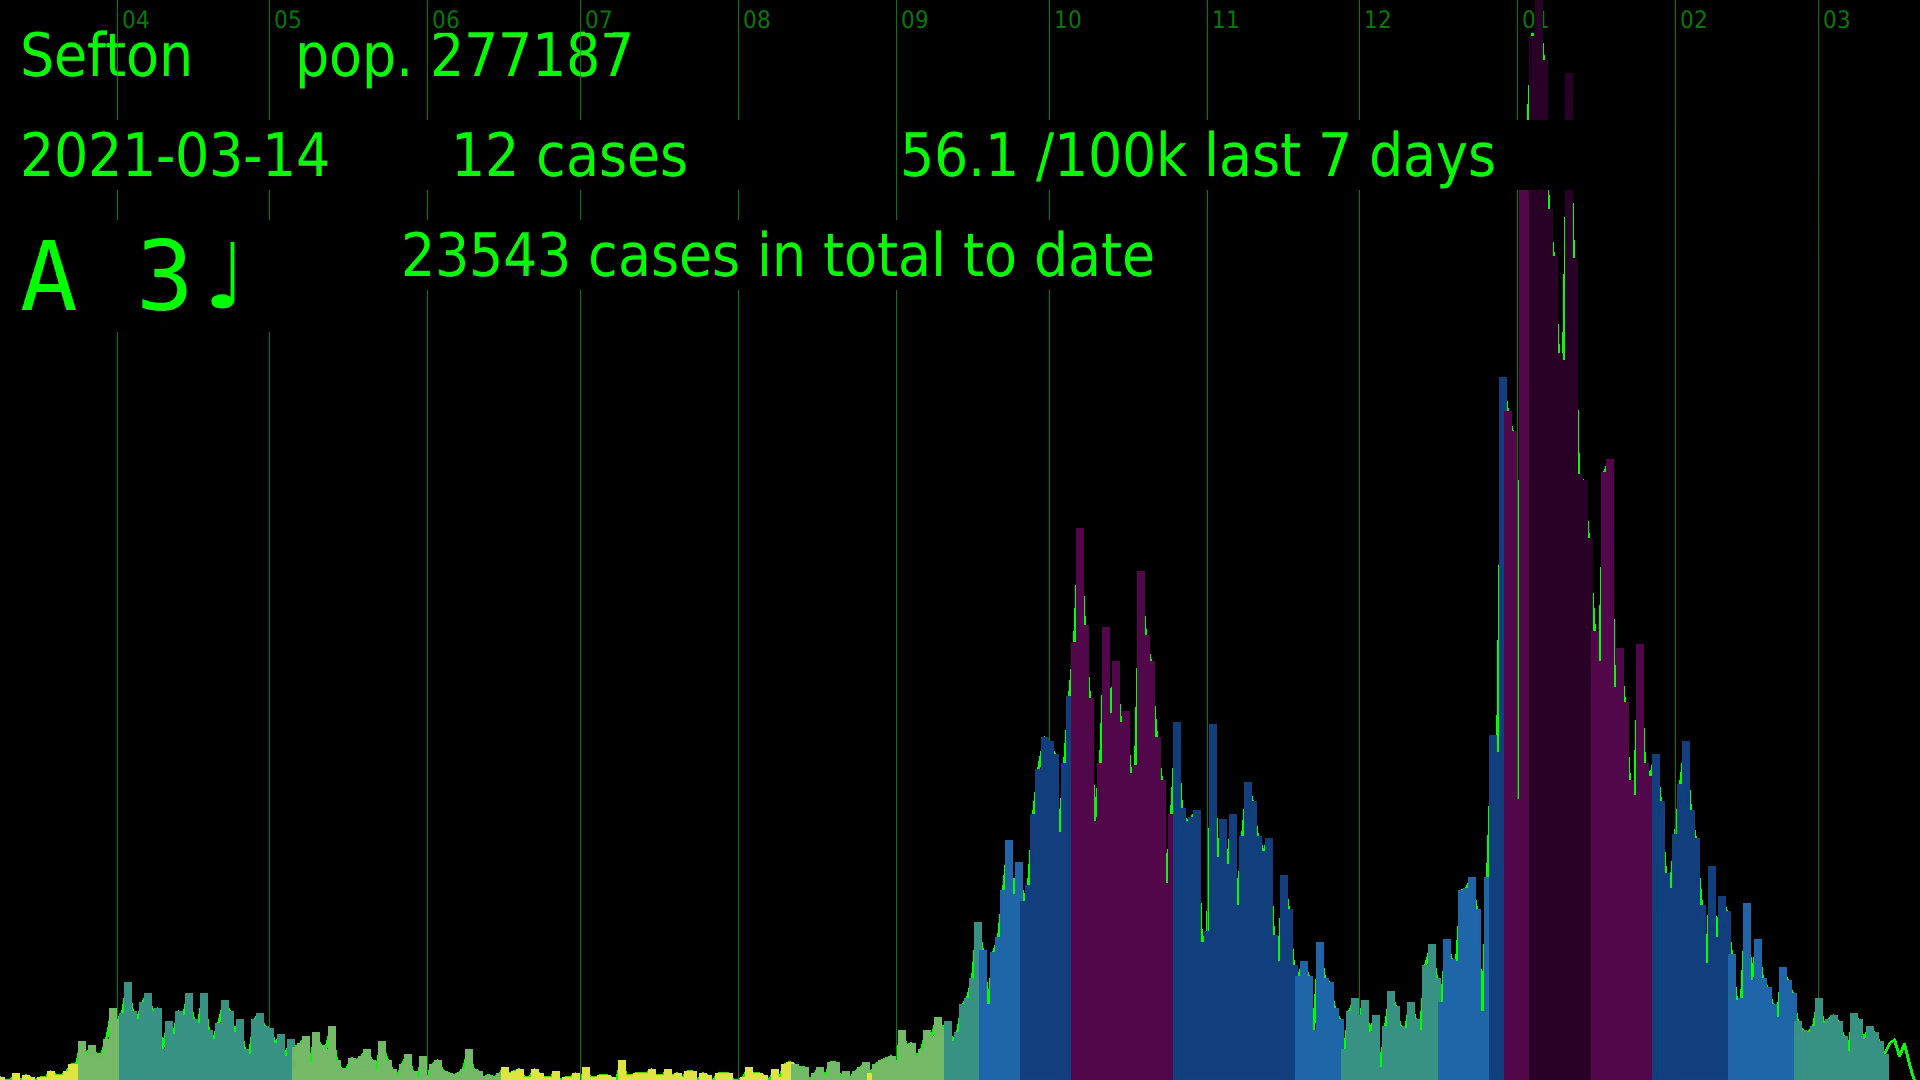 04 05 06 07 08 09 10 11 12 01 02 03
Sefton pop. 277187
2021-03-14 12 cases 56.1 /100k last 7 days
A 3♩ 23543 cases in total to date